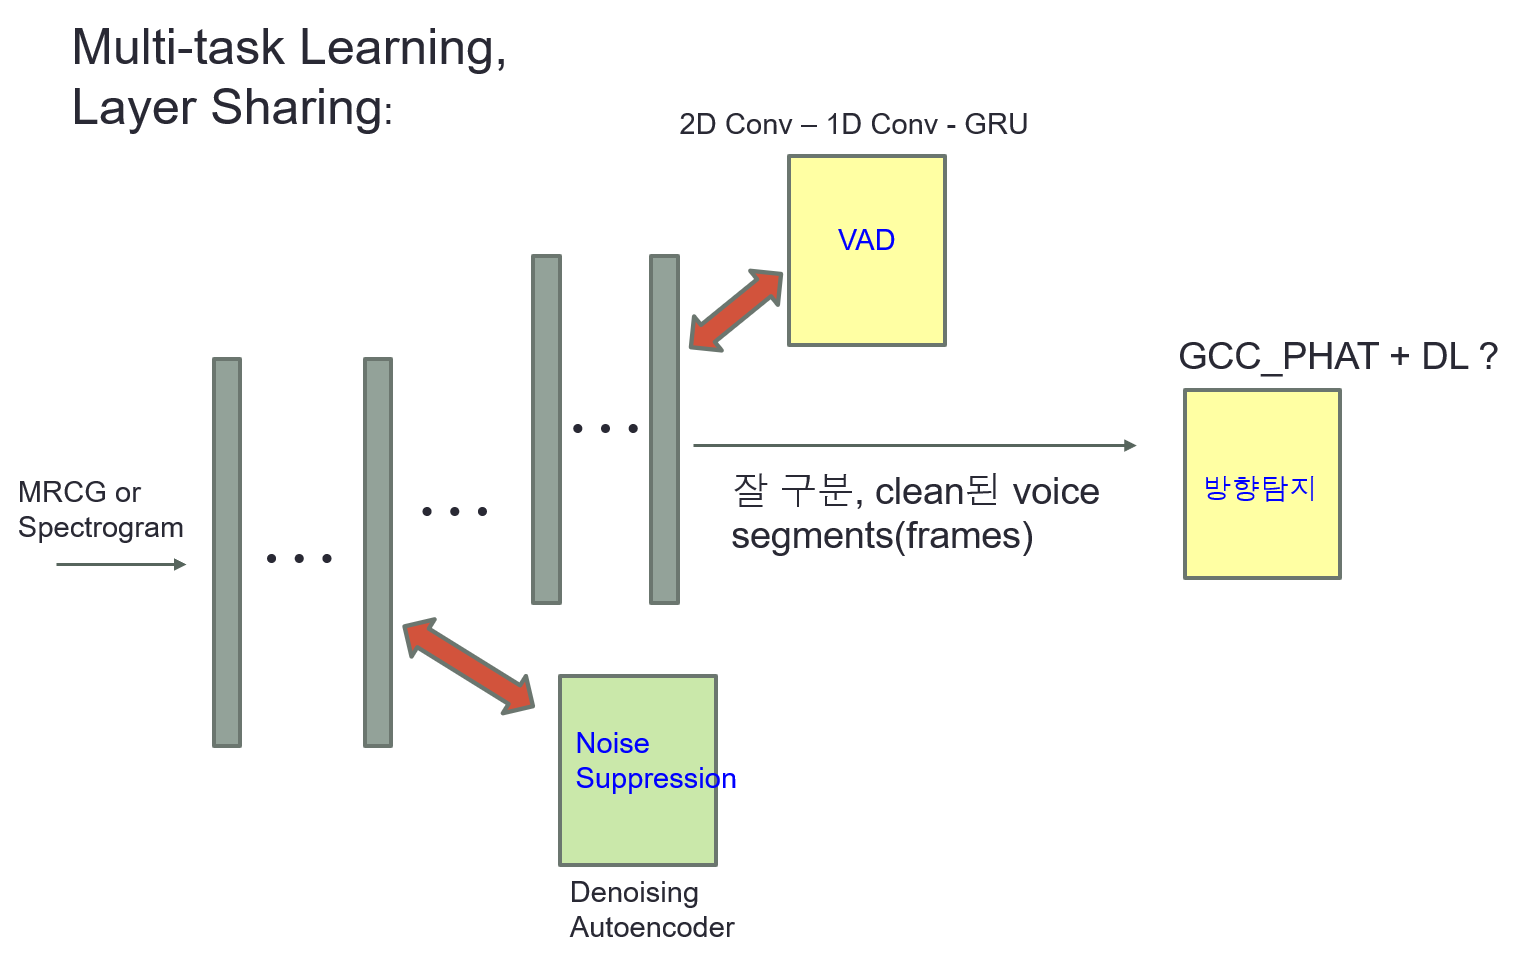 Multi-task Learning,
Layer Sharing:
2D Conv – 1D Conv - GRU
VAD
GCC_PHAT + DL ?
방향탐지
잘 구분, clean된 voice
segments(frames)
MRCG or
Spectrogram
Noise
Suppression
Denoising
Autoencoder